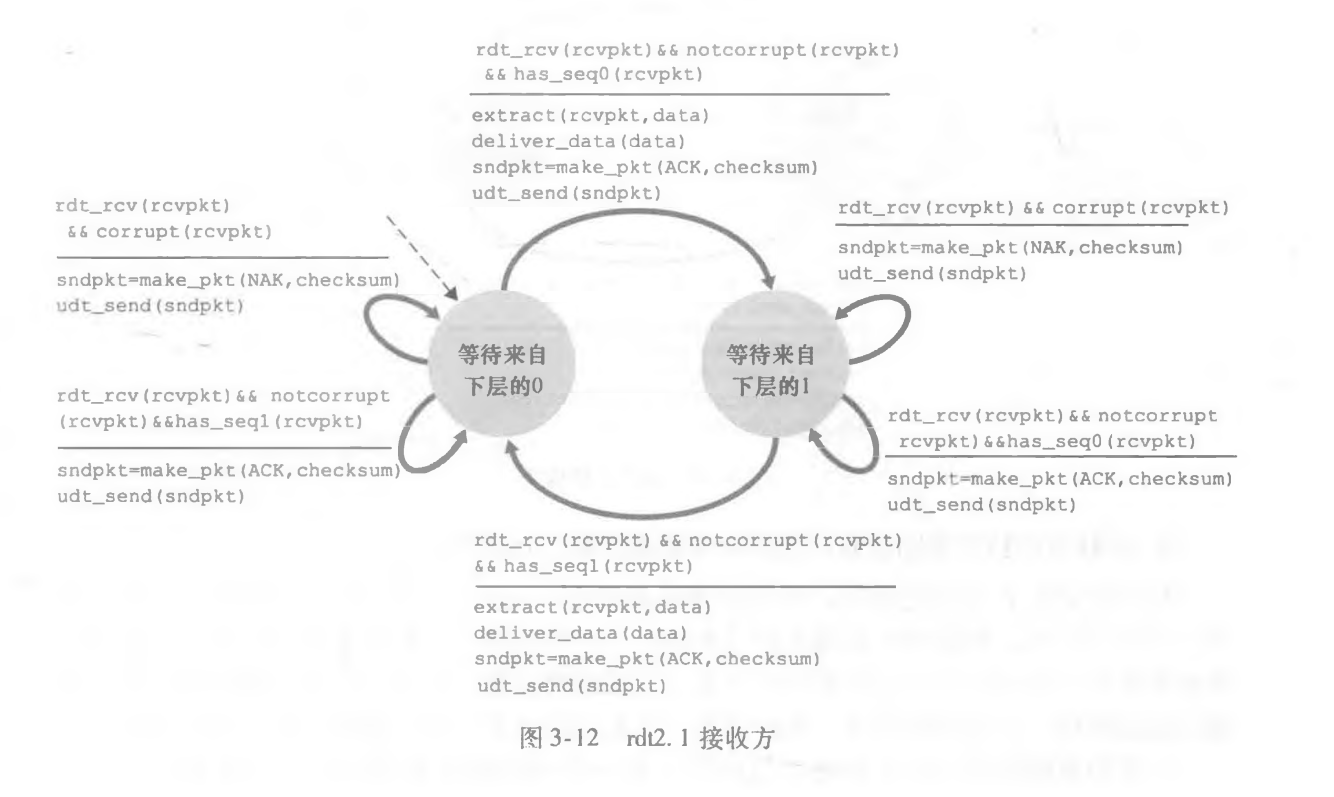 rdt_rcv(rcvpkt)&& notcorrupt(rcvpkt)
&& has_seq0(rcvpkt)
extract(rcvpkt,data)
deliver_data(data)
sndpkt=make_pkt(ACK,checksum)
udt_send(sndpkt)
rdt_rcv(rcvpkt)
&& corrupt(rcvpkt)
sndpkt=make_pkt(NAK,checksum)
udt_send(sndpkt)
rdt_rcv(rcvpkt) && corrupt(rcvpkt)
sndpkt=make_pkt(NAK,checksum)
udt_send(sndpkt)
等待来自
下层的0
等待来自
下层的1
rdt_rcv(rcvpkt)&& notcorrupt
(rcvpkt)&&has_seq1(rcvpkt)
sndpkt=make_pkt(ACK,checksum)
udt_send(sndpkt)
rdt_rcv(rcvpkt)&& notcorrupt
rcvpkt)&&has_seq0(rcvpkt)
sndpkt=make_pkt(ACK,checksum)
udt_send(sndpkt)
rdt_rcv(rcvpkt) && notcorrupt(rcvpkt)
&& has_seq1(rcvpkt)
extract(rcvpkt,data)
deliver_data(data)
sndpkt=make_pkt(ACK,checksum)
udt_send(sndpkt)
图 3-12 rdt2. 1 接收方